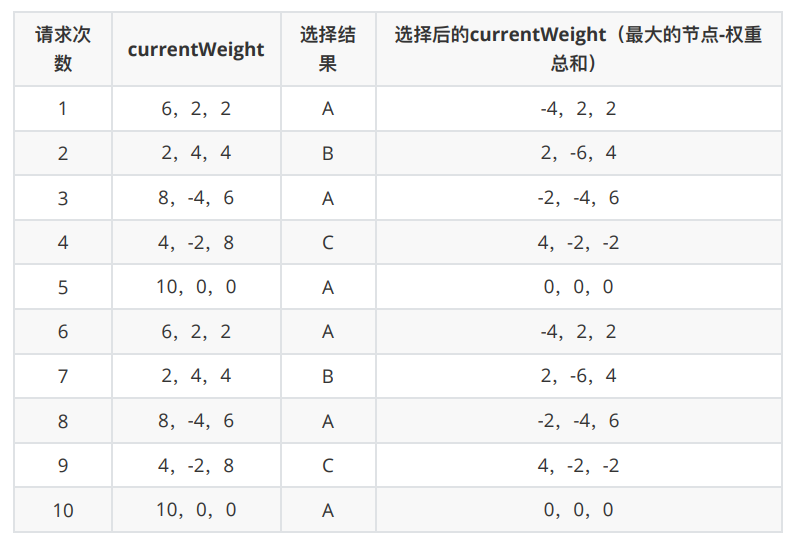 请求次数 currentWeight 选择结果 选择后的currentWeight（最大的节点-权重总和）
1 6，2，2 A -4，2，2
2 2，4，4 B 2，-6，4
3 8，-4，6 A -2，-4，6
4 4，-2，8 C 4，-2，-2
5 10，0，0 A 0，0，0
6 6，2，2 A -4，2，2
7 2，4，4 B 2，-6，4
8 8，-4，6 A -2，-4，6
9 4，-2，8 C 4，-2，-2
10 10，0，0 A 0，0，0